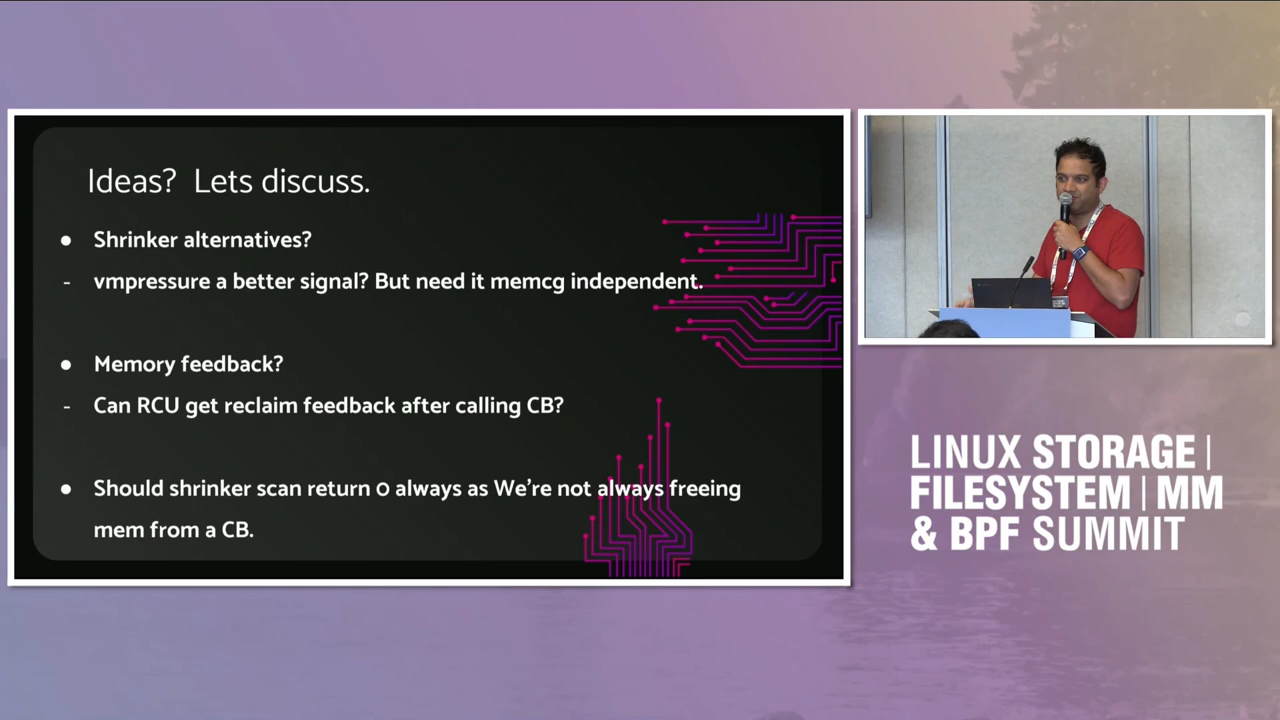 Ideas? Lets discuss.
● Shrinker alternatives?
- vmpressure a better signal? But need it memcg independent.
● Memory feedback?
- Can RCU get reclaim feedback after calling CB?
● Should shrinker scan return 0 always as We're not always freeing
mem from a CB.
LINUX STORAGE |
FILESYSTEM | MM
& BPF SUMMIT